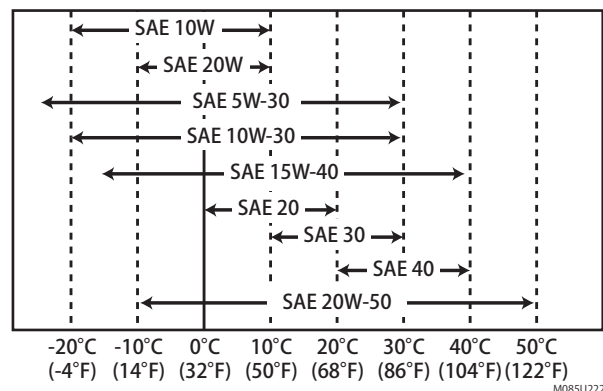 SAE 10W
SAE 20W
SAE 5W-30
SAE 10W-30
SAE 15W-40
SAE 20
SAE 30
SAE 40
SAE 20W-50
-20°C -10°C 0°C 10°C 20°C 30°C 40°C 50°C
(-4°F) (14°F) (32°F) (50°F) (68°F) (86°F) (104°F) (122°F)
M085U222